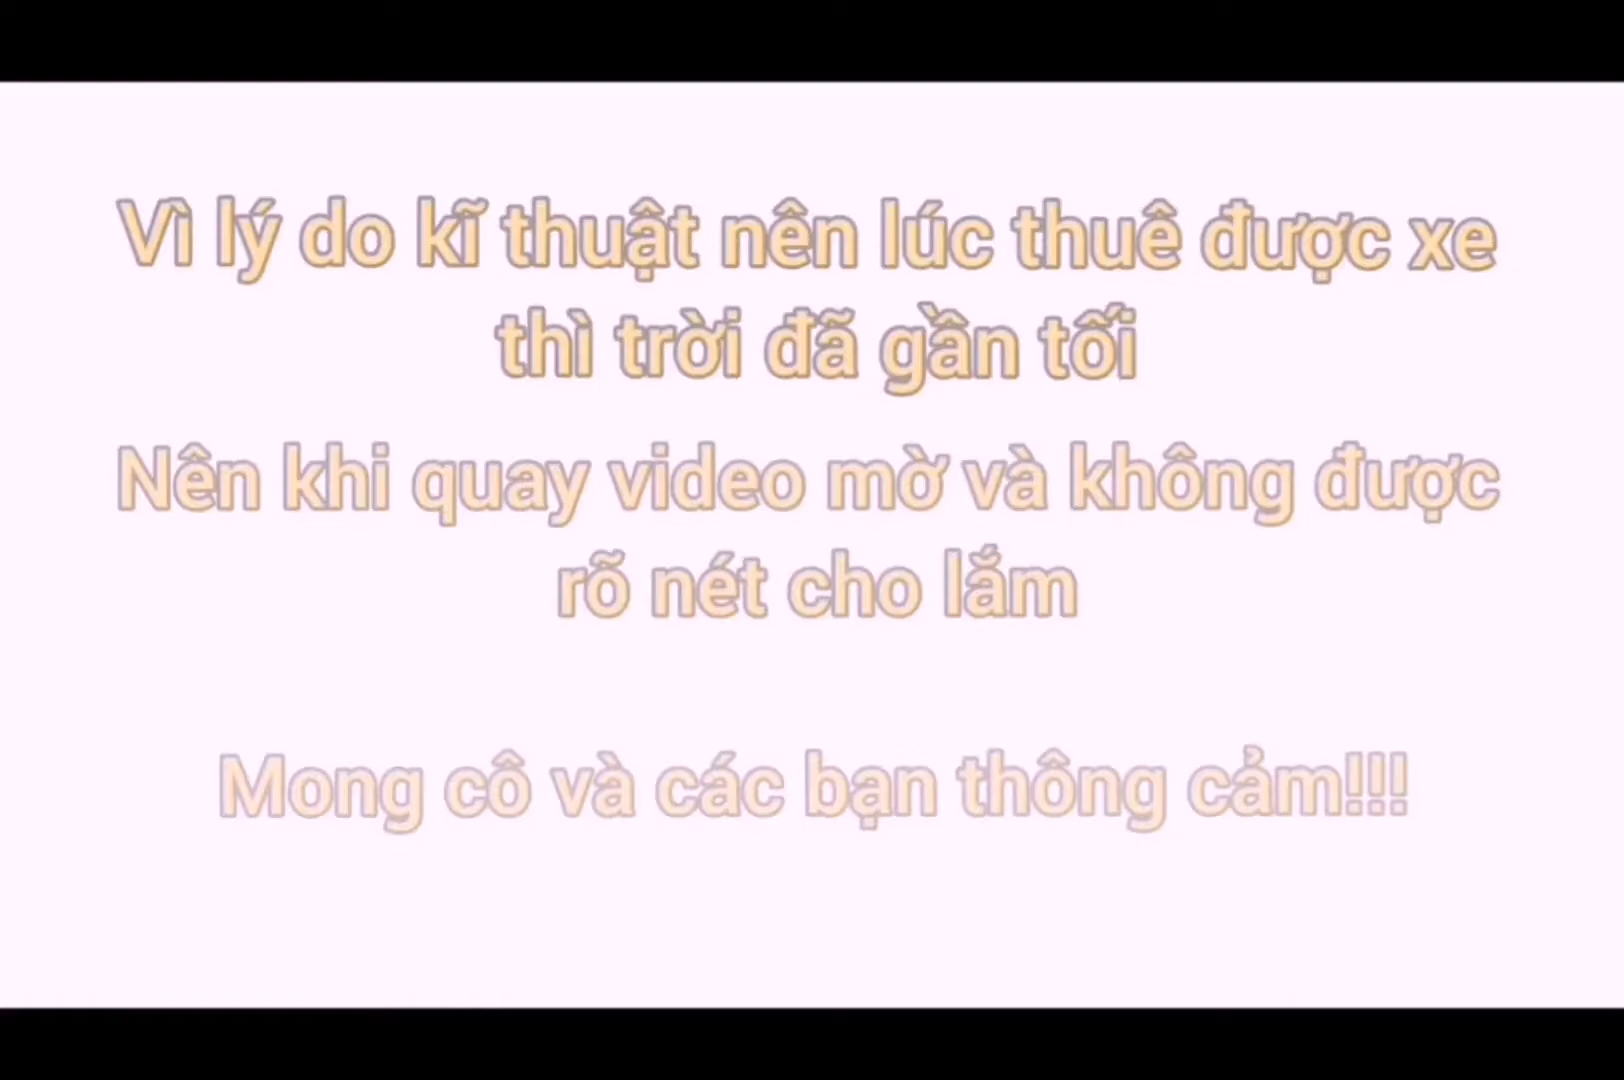 Vì lý do kĩ thuật nên lúc thuê được xe
thì trời đã gần tối
Nên khi quay video mờ và không được
rõ nét cho lắm
Mong cô và các bạn thông cảm!!!